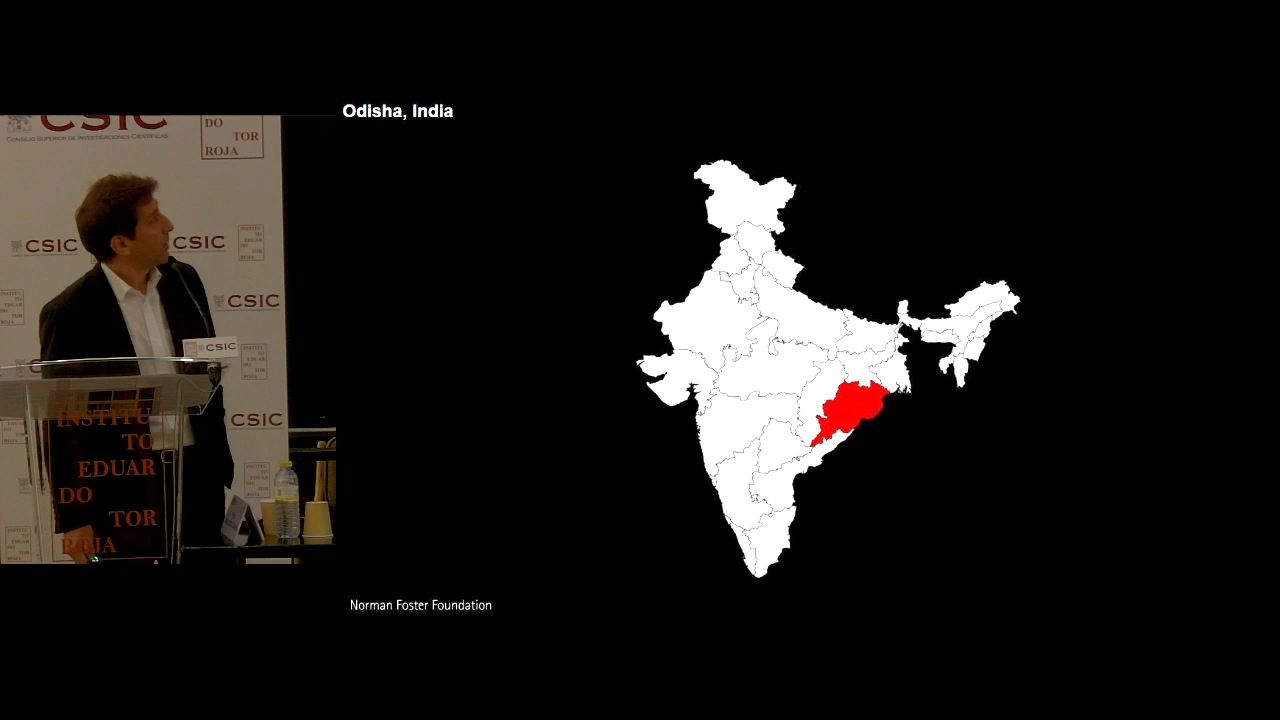 Odisha, India
CSIC
CONSEJO SUPERIOR DE INVESTIGACIONES CIENTÍFICAS
DO
TOR
ROJA
CSIC
CSIC
CSIC
CSIC
CSIC
INSTITU
TO
EDUAR
DO
TOR
ROJA
Norman Foster Foundation